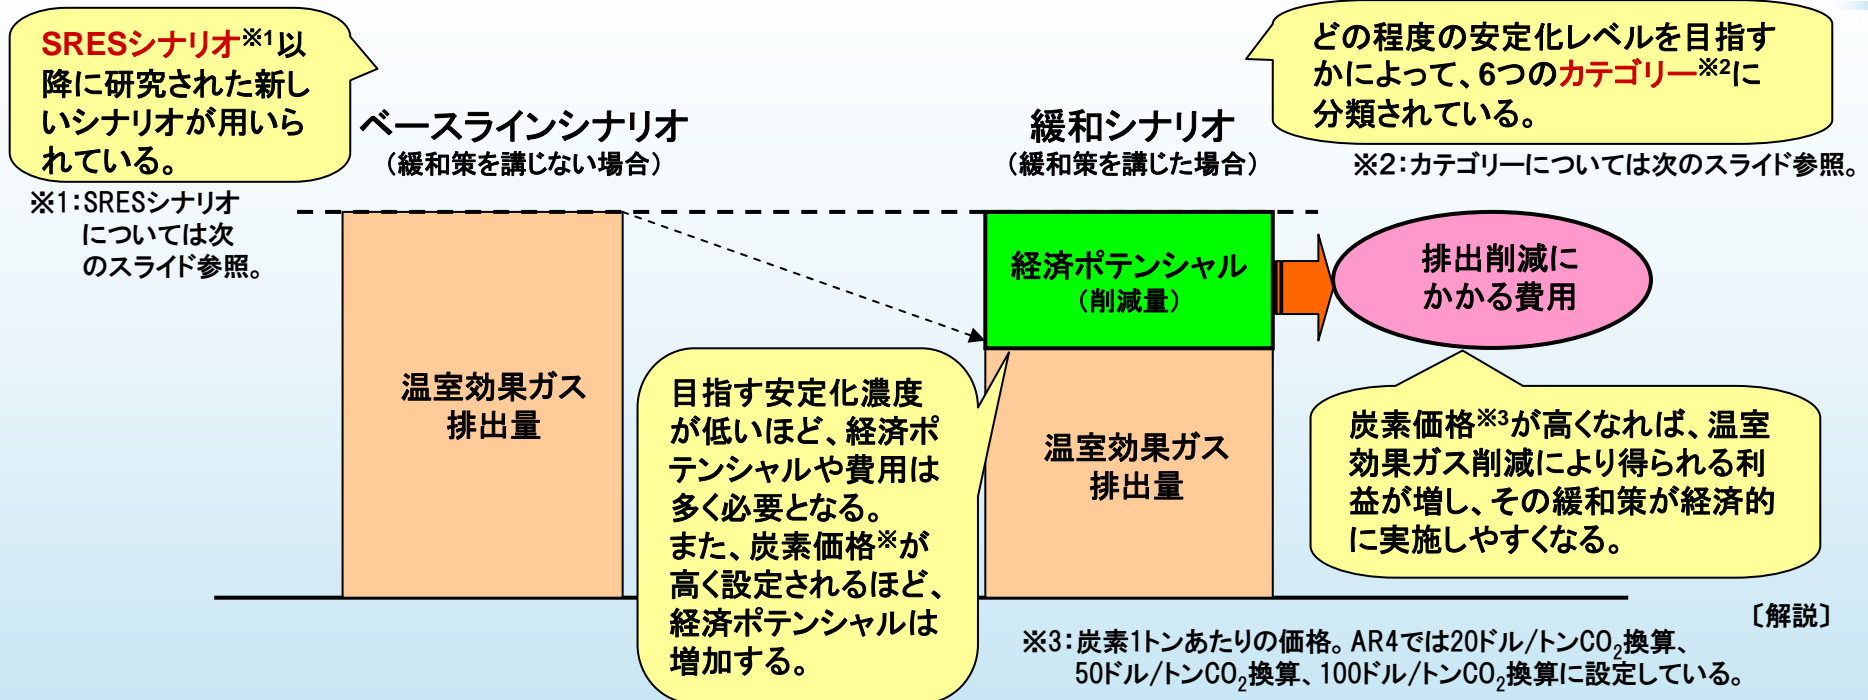 SRESシナリオ※1以
降に研究された新し
いシナリオが用いら
れている。
※1：SRESシナリオ
については次
のスライド参照。
ベースラインシナリオ
（緩和策を講じない場合）
緩和シナリオ
（緩和策を講じた場合）
どの程度の安定化レベルを目指す
かによって、6つのカテゴリー※2に
分類されている。
※2：カテゴリーについては次のスライド参照。
温室効果ガス
排出量
経済ポテンシャル
（削減量）
排出削減に
かかる費用
目指す安定化濃度
が低いほど、経済ポ
テンシャルや費用は
多く必要となる。
また、炭素価格※が
高く設定されるほど、
経済ポテンシャルは
増加する。
温室効果ガス
排出量
炭素価格※3が高くなれば、温室
効果ガス削減により得られる利
益が増し、その緩和策が経済的
に実施しやすくなる。
〔解説〕
※3：炭素1トンあたりの価格。AR4では20ドル/トンCO2換算、
50ドル/トンCO2換算、100ドル/トンCO2換算に設定している。